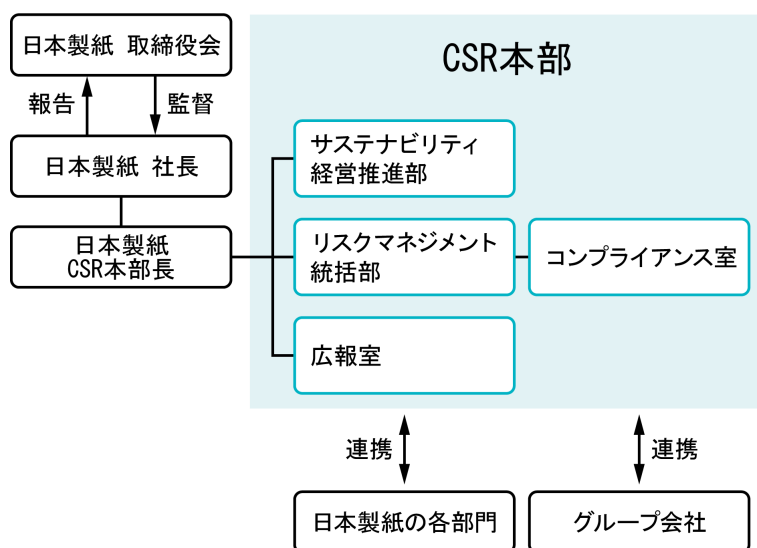 日本製紙 取締役会
報告
監督
日本製紙 社長
日本製紙
CSR本部長
CSR本部
サステナビリティ
経営推進部
リスクマネジメント
統括部
コンプライアンス室
広報室
連携
連携
日本製紙の各部門
グループ会社